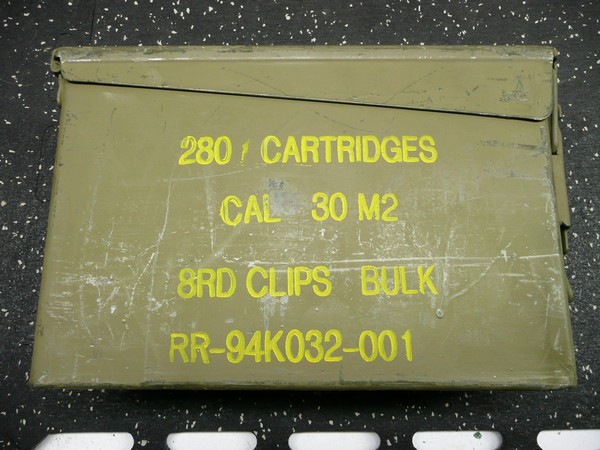 280 CARTRIDGES
CAL 30 M2
8RD CLIPS BULK
RR-94K032-001